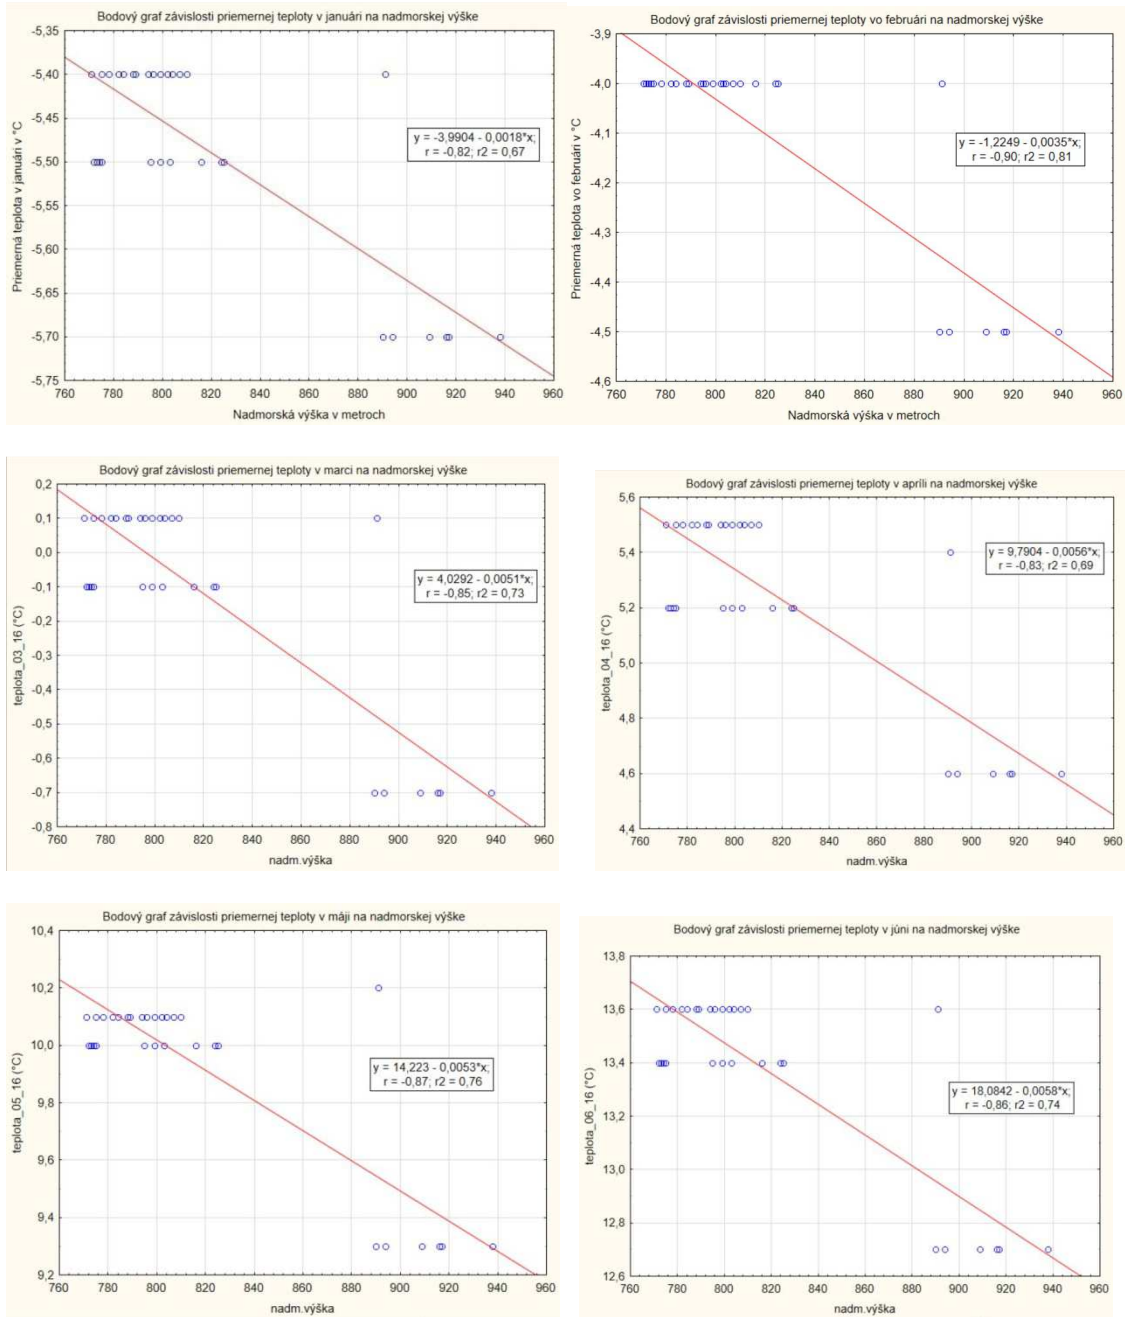 Bodový graf závislosti priemernej teploty v januári na nadmorskej výške
-5,35
-5,40
-5,45
-5,50
-5,55
-5,60
-5,65
-5,70
-5,75
Priemerná teplota v januári v °C
y = -3,9904 - 0,0018*x;
r = -0,82; r2 = 0,67
760 780 800 820 840 860 880 900 920 940 960
Nadmorská výška v metroch
Bodový graf závislosti priemernej teploty vo februári na nadmorskej výške
-3,9
-4,0
-4,1
-4,2
-4,3
-4,4
-4,5
-4,6
Priemerná teplota vo februári v °C
y = -1,2249 - 0,0035*x;
r = -0,90; r2 = 0,81
760 780 800 820 840 860 880 900 920 940 960
Nadmorská výška v metroch
Bodový graf závislosti priemernej teploty v marci na nadmorskej výške
0,2
0,1
0,0
-0,1
-0,2
-0,3
-0,4
-0,5
-0,6
-0,7
-0,8
teplota_03_16 (°C)
y = 4,0292 - 0,0051*x;
r = -0,85; r2 = 0,73
760 780 800 820 840 860 880 900 920 940 960
nadm.výška
Bodový graf závislosti priemernej teploty v apríli na nadmorskej výške
5,6
5,4
5,2
5,0
4,8
4,6
4,4
teplota_04_16 (°C)
y = 9,7904 - 0,0056*x;
r = -0,83; r2 = 0,69
760 780 800 820 840 860 880 900 920 940 960
nadm.výška
Bodový graf závislosti priemernej teploty v máji na nadmorskej výške
10,4
10,2
10,0
9,8
9,6
9,4
9,2
teplota_05_16 (°C)
y = 14,223 - 0,0053*x;
r = -0,87; r2 = 0,76
760 780 800 820 840 860 880 900 920 940 960
nadm.výška
Bodový graf závislosti priemernej teploty v júni na nadmorskej výške
13,8
13,6
13,4
13,2
13,0
12,8
12,6
teplota_06_16 (°C)
y = 18,0842 - 0,0058*x;
r = -0,86; r2 = 0,74
760 780 800 820 840 860 880 900 920 940 960
nadm.výška